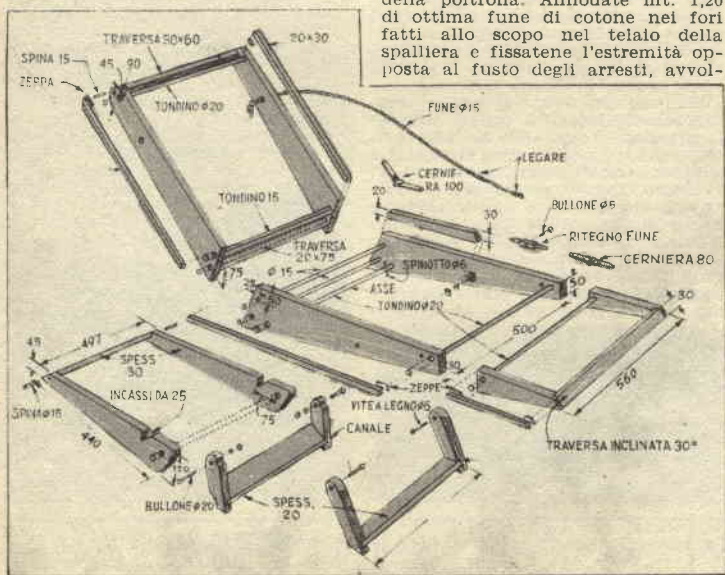 della poltrona. Annodate mt. 1,20
di ottima fune di cotone nei fori
fatti allo scopo nel telaio della
spalliera e fissatene l'estremità op-
posta al fusto degli arresti, avvol-
TRAVERSA 30×60
20×30
SPINA 15
45
90
ZEPPA
TONDINO Ø20
FUNE Ø15
LEGARE
CERNIE-
RA 100
BULLONE Ø5
20
30
RITEGNO FUNE
TONDINO 15
CERNIERA 80
TRAVERSA
20×75
SPINOTTO Ø6
75
Ø 15
ASSE
50
30
TONDINO Ø20
497
500
45
SPESS
30
560
ZEPPE
INCASSI DA 25
VITE A LEGNO Ø5
SPINA Ø15
75
CANALE
440
TRAVERSA INCLINATA 30°
BULLONE Ø20
SPESS.
20